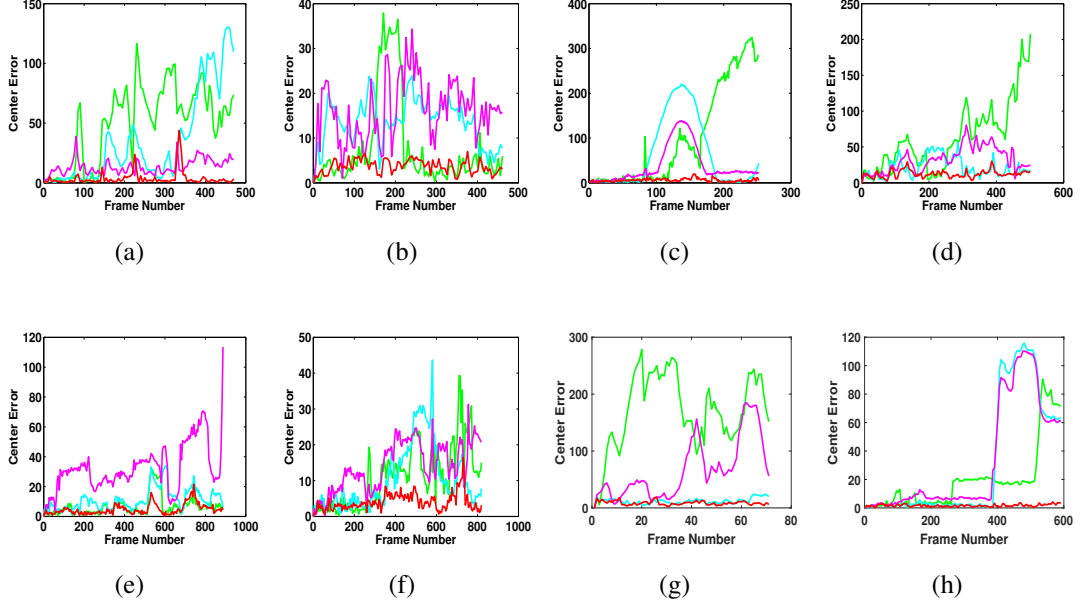 150
100
50
0
Center Error
0 100 200 300 400 500
Frame Number
(a)
40
30
20
10
0
Center Error
0 100 200 300 400 500
Frame Number
(b)
400
300
200
100
0
Center Error
0 100 200 300
Frame Number
(c)
250
200
150
100
50
0
Center Error
0 200 400 600
Frame Number
(d)
120
100
80
60
40
20
0
Center Error
0 200 400 600 800 1000
Frame Number
(e)
50
40
30
20
10
0
Center Error
0 200 400 600 800 1000
Frame Number
(f)
300
200
100
0
Center Error
0 20 40 60 80
Frame Number
(g)
120
100
80
60
40
20
0
Center Error
0 200 400 600
Frame Number
(h)